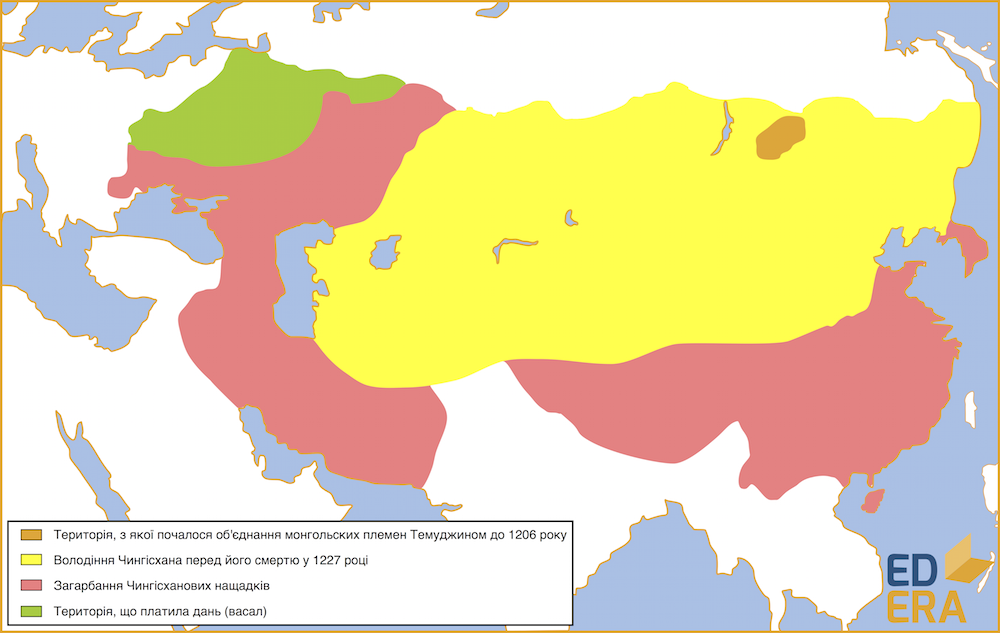 Територія, з якої почалося об'єднання монгольских племен Темуджином до 1206 року
Володіння Чингісхана перед його смертю у 1227 році
Загарбання Чингісханових нащадків
Територія, що платила дань (васал)
ED
ERA